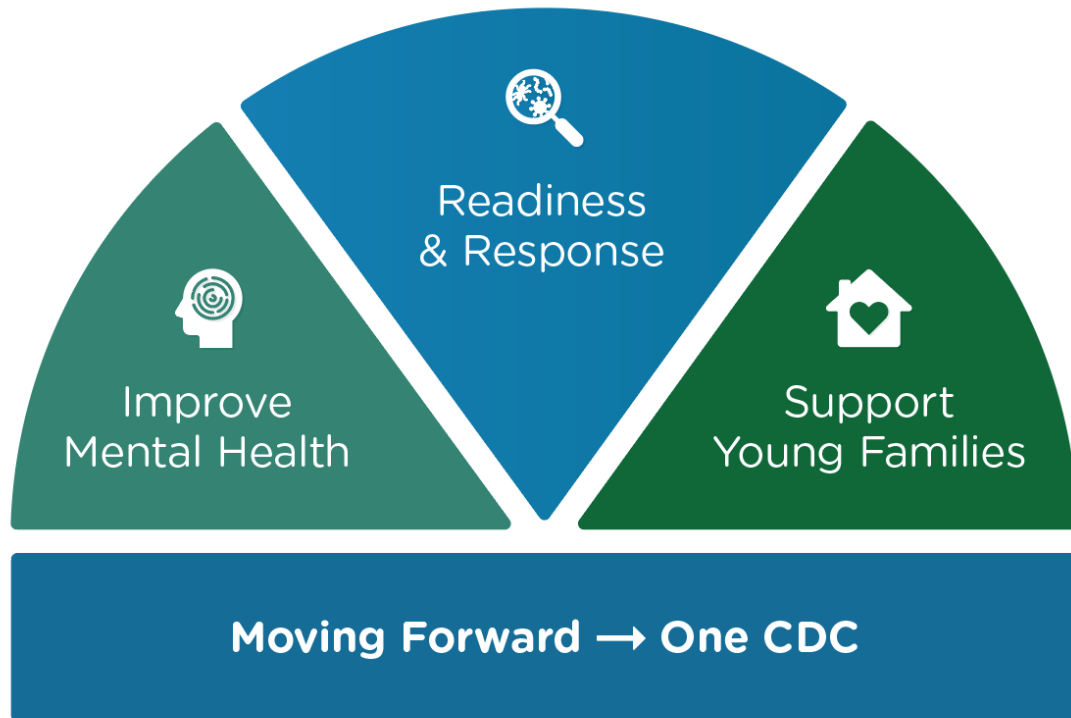 Readiness
& Response
Improve
Mental Health
Support
Young Families
Moving Forward → One CDC